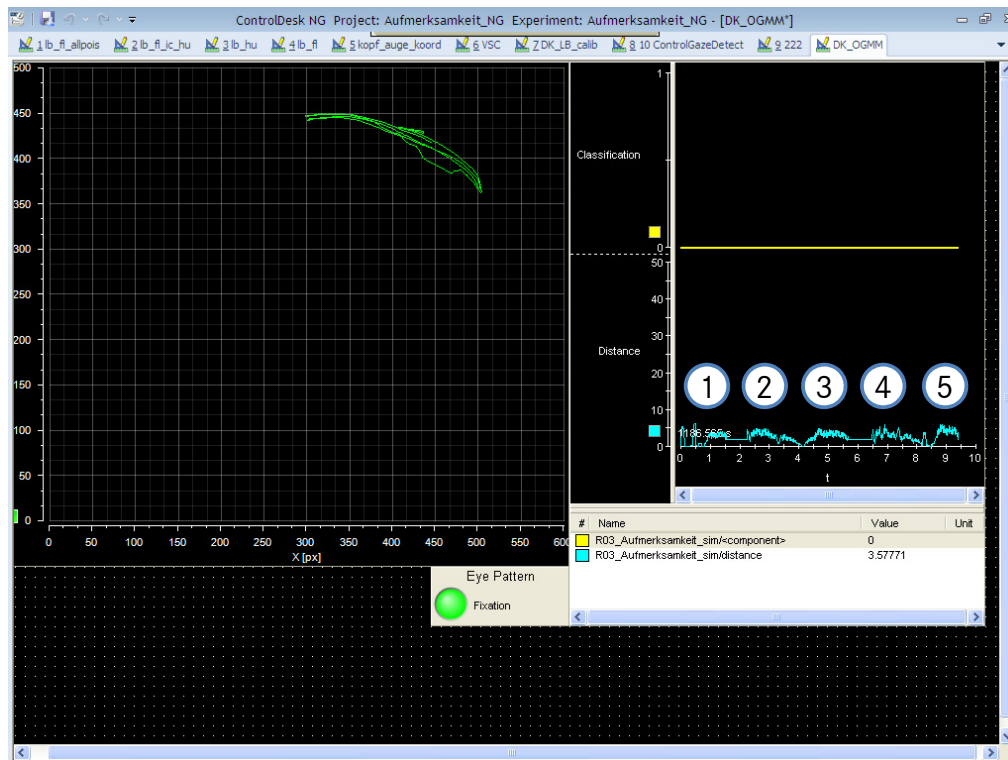 ControlDesk NG Project: Aufmerksamkeit_NG Experiment: Aufmerksamkeit_NG - [DK_OGMM*]
1 lb_fl_allpois 2 lb_fl_ic_hu 3 lb_hu 4 lb_fl 5 kopf_auge_koord 6 VSC 7 DK_LB_calib 8 10 ControlGazeDetect 9 222 DK_OGMM
500
450
400
350
300
250
200
150
100
50
0
0 50 100 150 200 250 300 350 400 450 500 550 600
X [px]
Classification
1
0
Distance
50
40
30
20
10
0
1 2 3 4 5
0 1 2 3 4 5 6 7 8 9 10
t
# Name Value Unit
R03_Aufmerksamkeit_sim/<component> 0
R03_Aufmerksamkeit_sim/distance 3.57771
Eye Pattern
Fixation